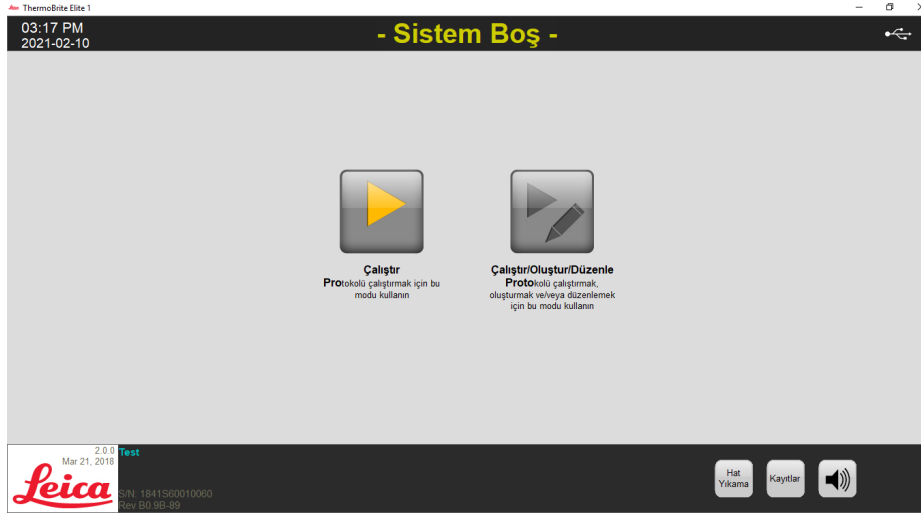 ThermoBrite Elite 1
03:17 PM
2021-02-10
- Sistem Boş -
Çalıştır
Protokolü çalıştırmak için bu
modu kullanın
Çalıştır/Oluştur/Düzenle
Protokolü çalıştırmak,
oluşturmak ve/veya düzenlemek
için bu modu kullanın
2.0.0
Mar 21, 2018
Leica
Test
S/N: 1841S60010060
Rev B0.9B-89
Hat
Yıkama
Kayıtlar